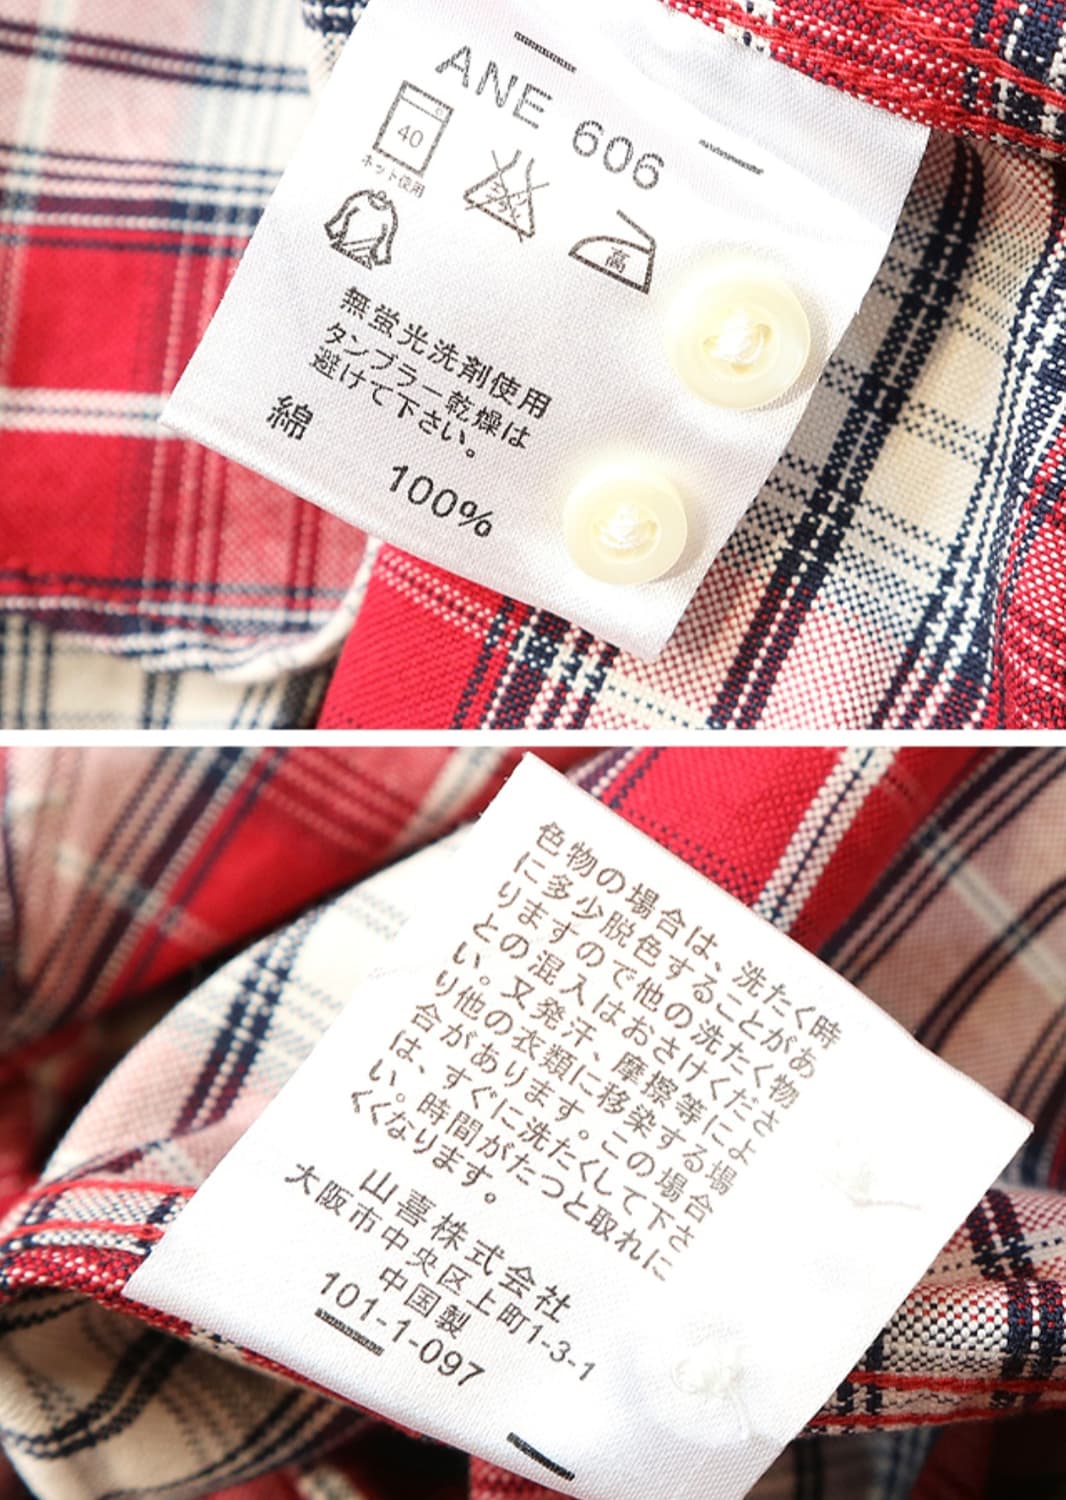 ANE 606
40
ネット使用
高
無蛍光洗剤使用
タンブラー乾燥は
避けて下さい。
綿
100%
色物の場合は、洗たく時
に多少脱色することがあ
りますので他の洗たく物
との混入はおさけくださ
い。又発汗、摩擦等によ
り他の衣類に移染する場
合があります。この場合
は、すぐに洗たくして下さ
い。時間がたつと取れに
くくなります。
山喜株式会社
大阪市中央区上町1-3-1
中国製
101-1-097